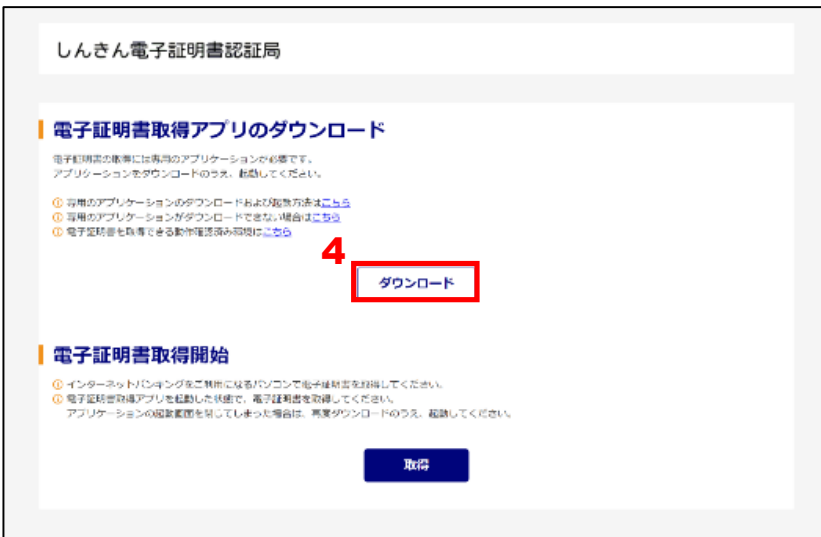 しんきん電子証明書認証局
電子証明書取得アプリのダウンロード
電子証明書の取得には専用のアプリケーションが必要です。
アプリケーションをダウンロードのうえ、起動してください。
専用のアプリケーションのダウンロードおよび起動方法はこちら
専用のアプリケーションがダウンロードできない場合はこちら
電子証明書を取得できる動作確認済み環境はこちら
4
ダウンロード
電子証明書取得開始
インターネットバンキングをご利用になるパソコンで電子証明書を取得してください。
電子証明書取得アプリを起動した状態で、電子証明書を取得してください。
アプリケーションの起動画面を閉じてしまった場合は、再度ダウンロードのうえ、起動してください。
取得